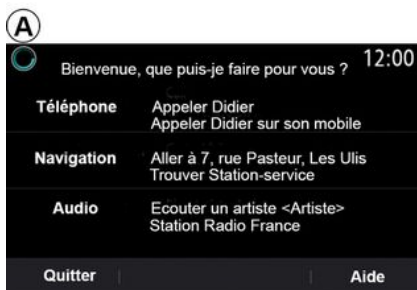 A
12:00
Bienvenue, que puis-je faire pour vous ?
Téléphone Appeler Didier
Appeler Didier sur son mobile
Navigation Aller à 7, rue Pasteur, Les Ulis
Trouver Station-service
Audio Ecouter un artiste <Artiste>
Station Radio France
Quitter Aide